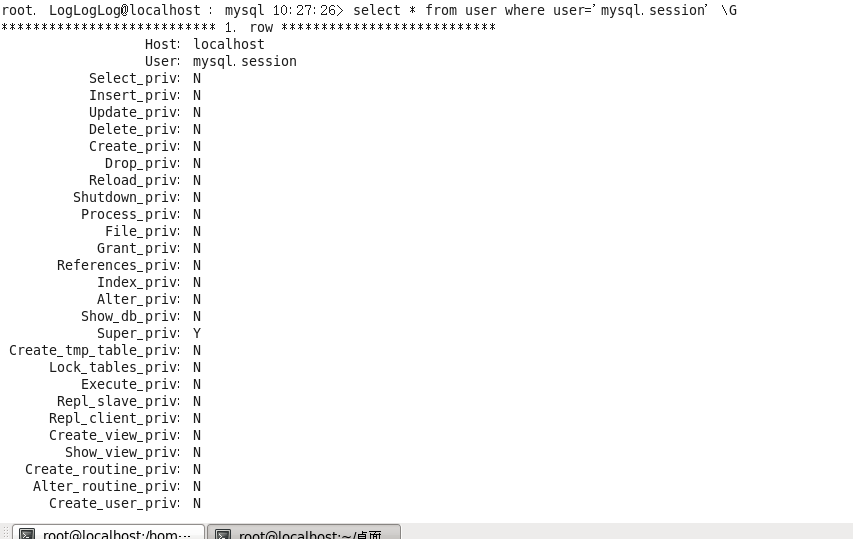 root. LogLogLog@localhost : mysql 10:27:26> select * from user where user='mysql.session' \G
*************************** 1. row ***************************
Host: localhost
User: mysql.session
Select_priv: N
Insert_priv: N
Update_priv: N
Delete_priv: N
Create_priv: N
Drop_priv: N
Reload_priv: N
Shutdown_priv: N
Process_priv: N
File_priv: N
Grant_priv: N
References_priv: N
Index_priv: N
Alter_priv: N
Show_db_priv: N
Super_priv: Y
Create_tmp_table_priv: N
Lock_tables_priv: N
Execute_priv: N
Repl_slave_priv: N
Repl_client_priv: N
Create_view_priv: N
Show_view_priv: N
Create_routine_priv: N
Alter_routine_priv: N
Create_user_priv: N
root@localhost:/hom⋯ root@localhost:~/桌面